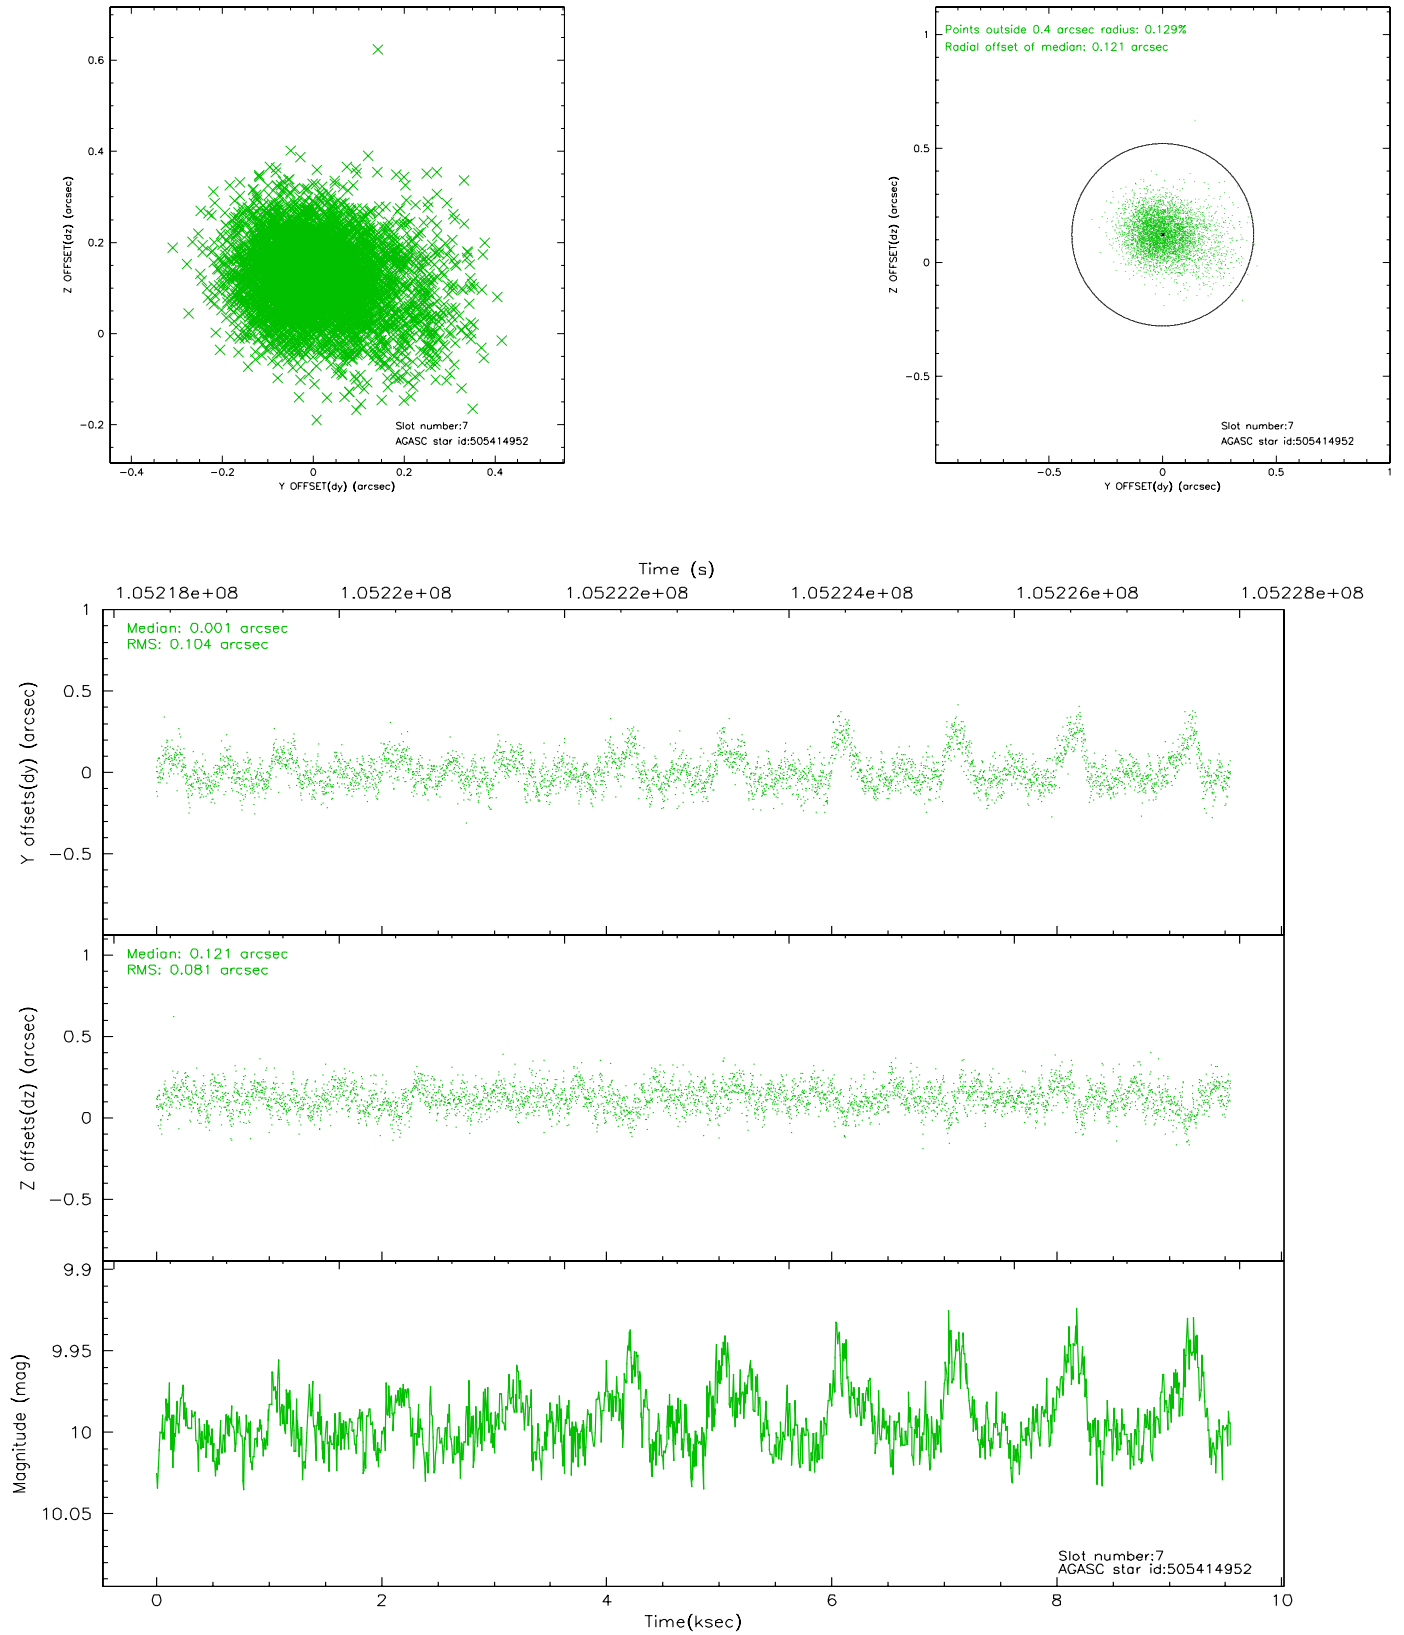 0.6
0.4
0.2
0
−0.2
Z OFFSET(dz) (arcsec)
Slot number:7
AGASC star id:505414952
−0.4 −0.2 0 0.2 0.4
Y OFFSET(dy) (arcsec)
Points outside 0.4 arcsec radius: 0.129%
Radial offset of median: 0.121 arcsec
1
0.5
0
−0.5
Z OFFSET(dz) (arcsec)
Slot number:7
AGASC star id:505414952
−0.5 0 0.5 1
Y OFFSET(dy) (arcsec)
Time (s)
1.05218e+08 1.0522e+08 1.05222e+08 1.05224e+08 1.05226e+08 1.05228e+08
Median: 0.001 arcsec
RMS: 0.104 arcsec
1
0.5
0
−0.5
Y offsets(dy) (arcsec)
Median: 0.121 arcsec
RMS: 0.081 arcsec
1
0.5
0
−0.5
Z offsets(dz) (arcsec)
9.9
9.95
10
10.05
Magnitude (mag)
Slot number:7
AGASC star id:505414952
0 2 4 6 8 10
Time(ksec)